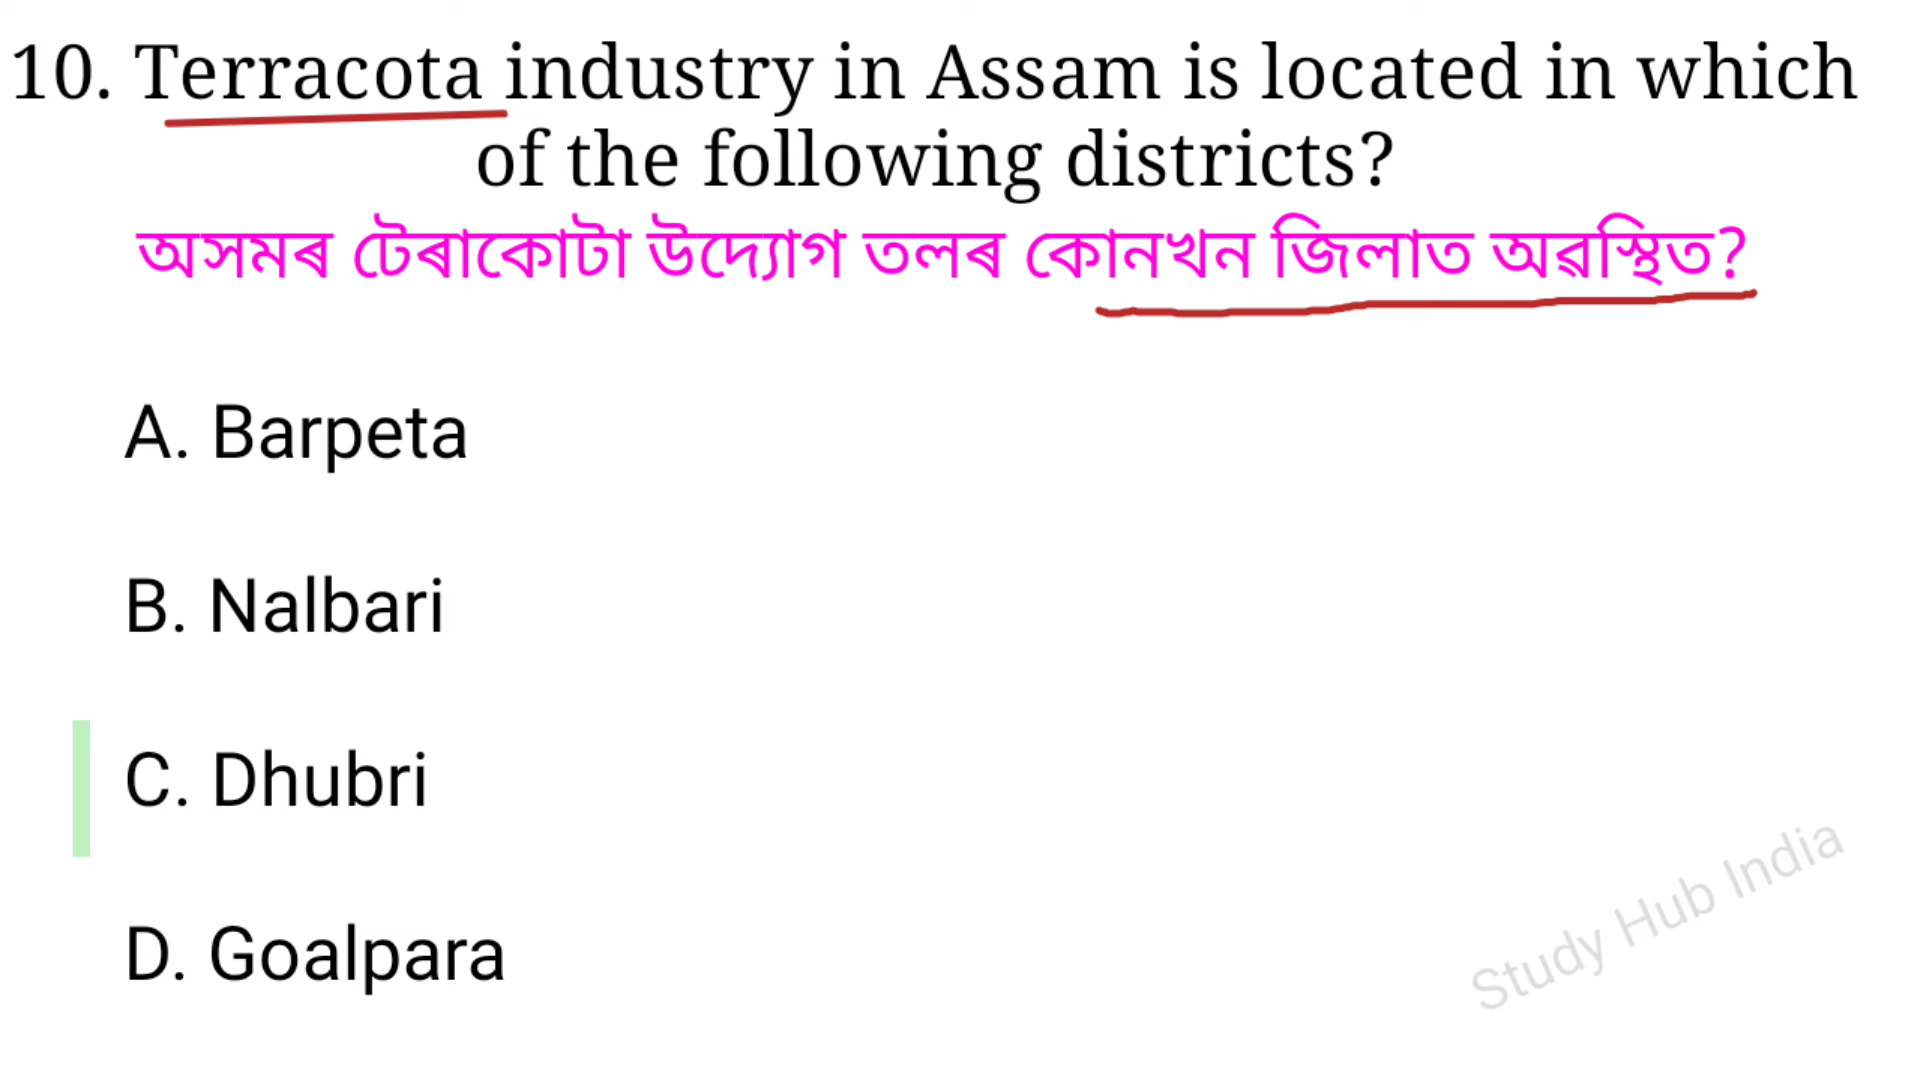 10. Terracota industry in Assam is located in which
of the following districts?
অসমৰ টেৰাকোটা উদ্যোগ তলৰ কোনখন জিলাত অৱস্থিত?
A. Barpeta
B. Nalbari
C. Dhubri
D. Goalpara
Study Hub India